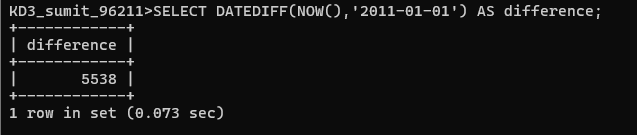 KD3_sumit_96211>SELECT DATEDIFF(NOW(),'2011-01-01') AS difference;
+------------+
| difference |
+------------+
|       5538 |
+------------+
1 row in set (0.073 sec)